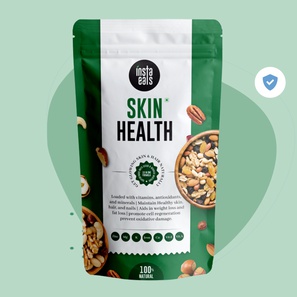 insta
eats
SKIN*
HEALTH
Loaded with vitamins, antioxidants
and minerals | Maintain Healthy skin,
hair, and nails | Aids in weight loss and
fat loss | promote cell regeneration
prevent oxidative damage
100%
NATURAL